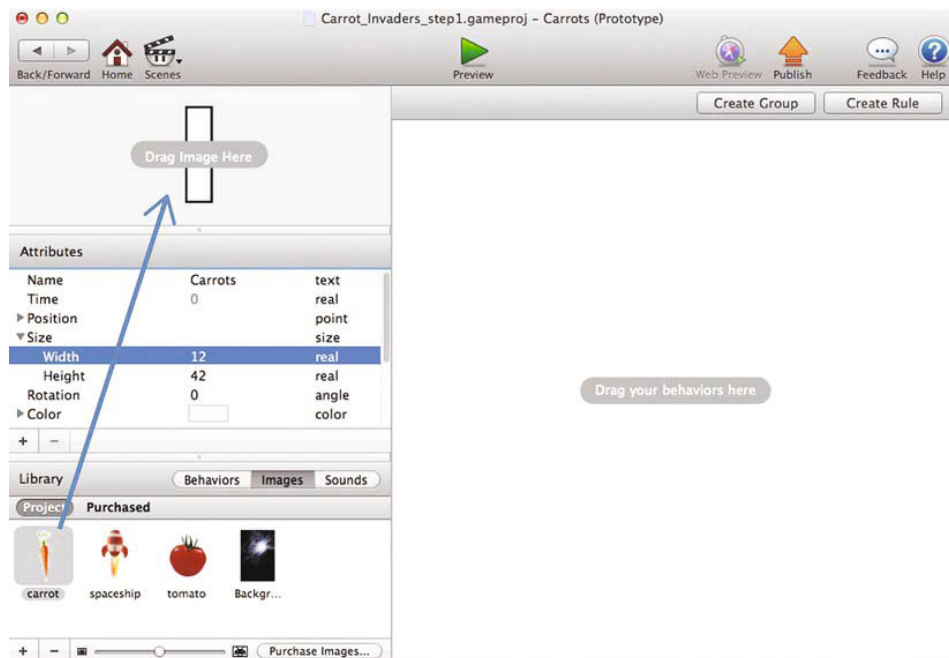 Carrot_Invaders_step1.gameproj – Carrots (Prototype)
Back/Forward Home Scenes Preview Web Preview Publish Feedback Help
Create Group Create Rule
Drag Image Here
Attributes
Name Carrots text
Time 0 real
Position point
Size size
Width 12 real
Height 42 real
Rotation 0 angle
Color color
+ –
Drag your behaviors here
Library Behaviors Images Sounds
Project Purchased
carrot spaceship tomato Backgr...
+ – Purchase Images...